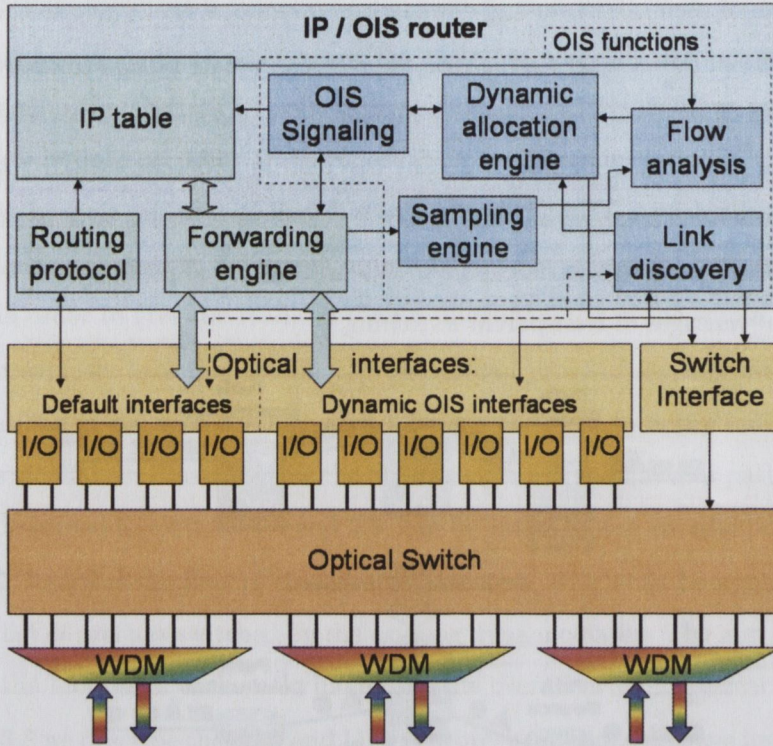 IP / OIS router
OIS functions
IP table
OIS
Signaling
Dynamic
allocation
engine
Flow
analysis
Routing
protocol
Forwarding
engine
Sampling
engine
Link
discovery
Optical interfaces:
Default interfaces
Dynamic OIS interfaces
Switch
Interface
I/O I/O I/O I/O I/O I/O I/O I/O I/O I/O
Optical Switch
WDM WDM WDM